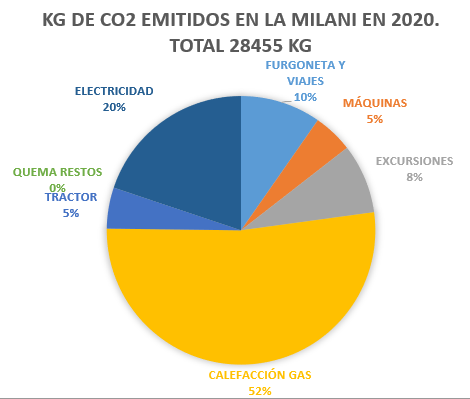 KG DE CO2 EMITIDOS EN LA MILANI EN 2020.
TOTAL 28455 KG
FURGONETA Y
VIAJES
10%
MÁQUINAS
5%
EXCURSIONES
8%
CALEFACCIÓN GAS
52%
TRACTOR
5%
QUEMA RESTOS
0%
ELECTRICIDAD
20%